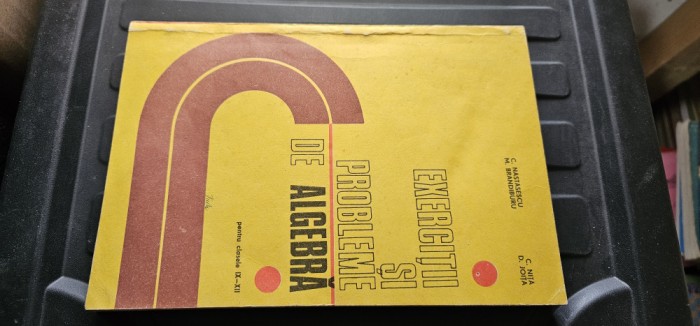 C. NĂSTĂSESCU
M. BRANDIBURU
C. NIȚĂ
D. JOIȚA
EXERCIȚII
ȘI
PROBLEME
DE ALGEBRĂ
pentru clasele IX—XII